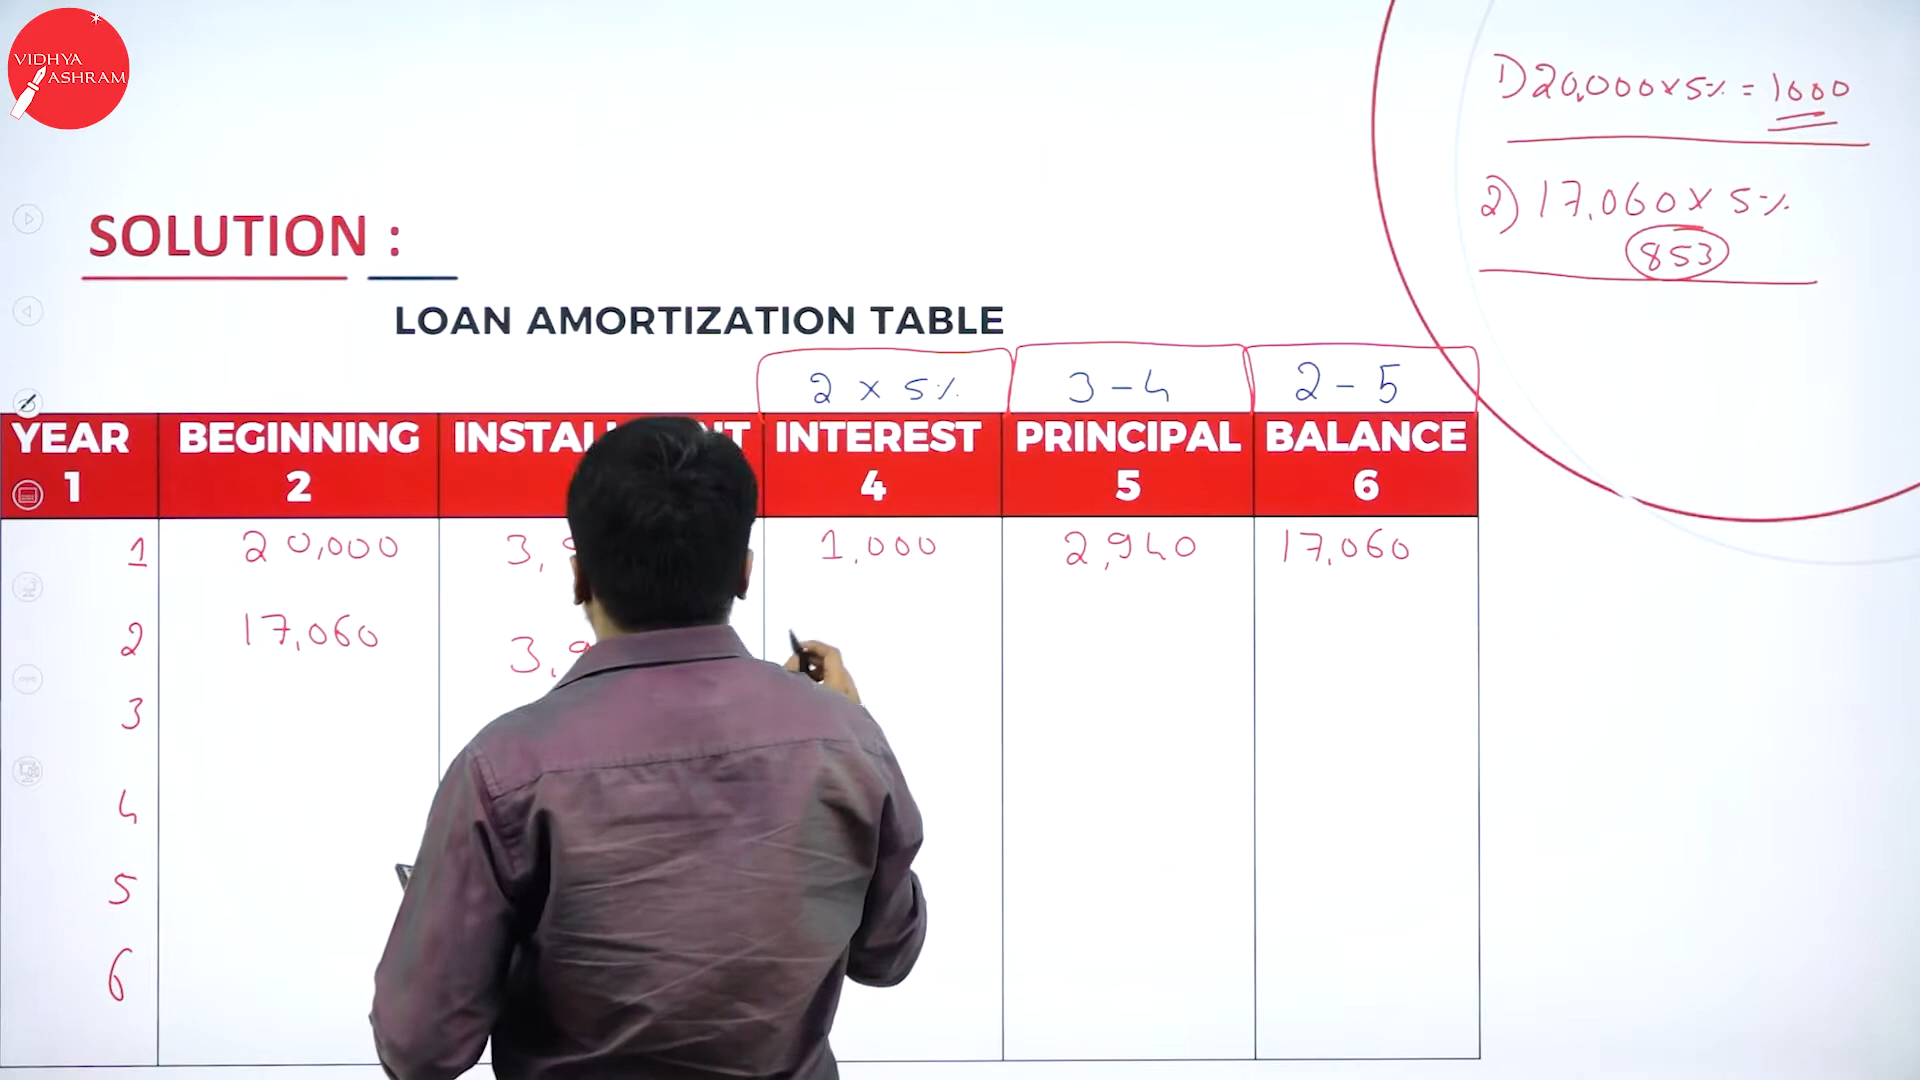 VIDHYA
ASHRAM
1) 20,000 x 5% = 1000
2) 17,060 x 5%
853
SOLUTION :
LOAN AMORTIZATION TABLE
2 x 5% 3 - 4 2 - 5
YEAR BEGINNING INTEREST PRINCIPAL BALANCE
1 2 4 5 6
1 20,000 1,000 2,940 17,060
2 17,060
3
4
5
6